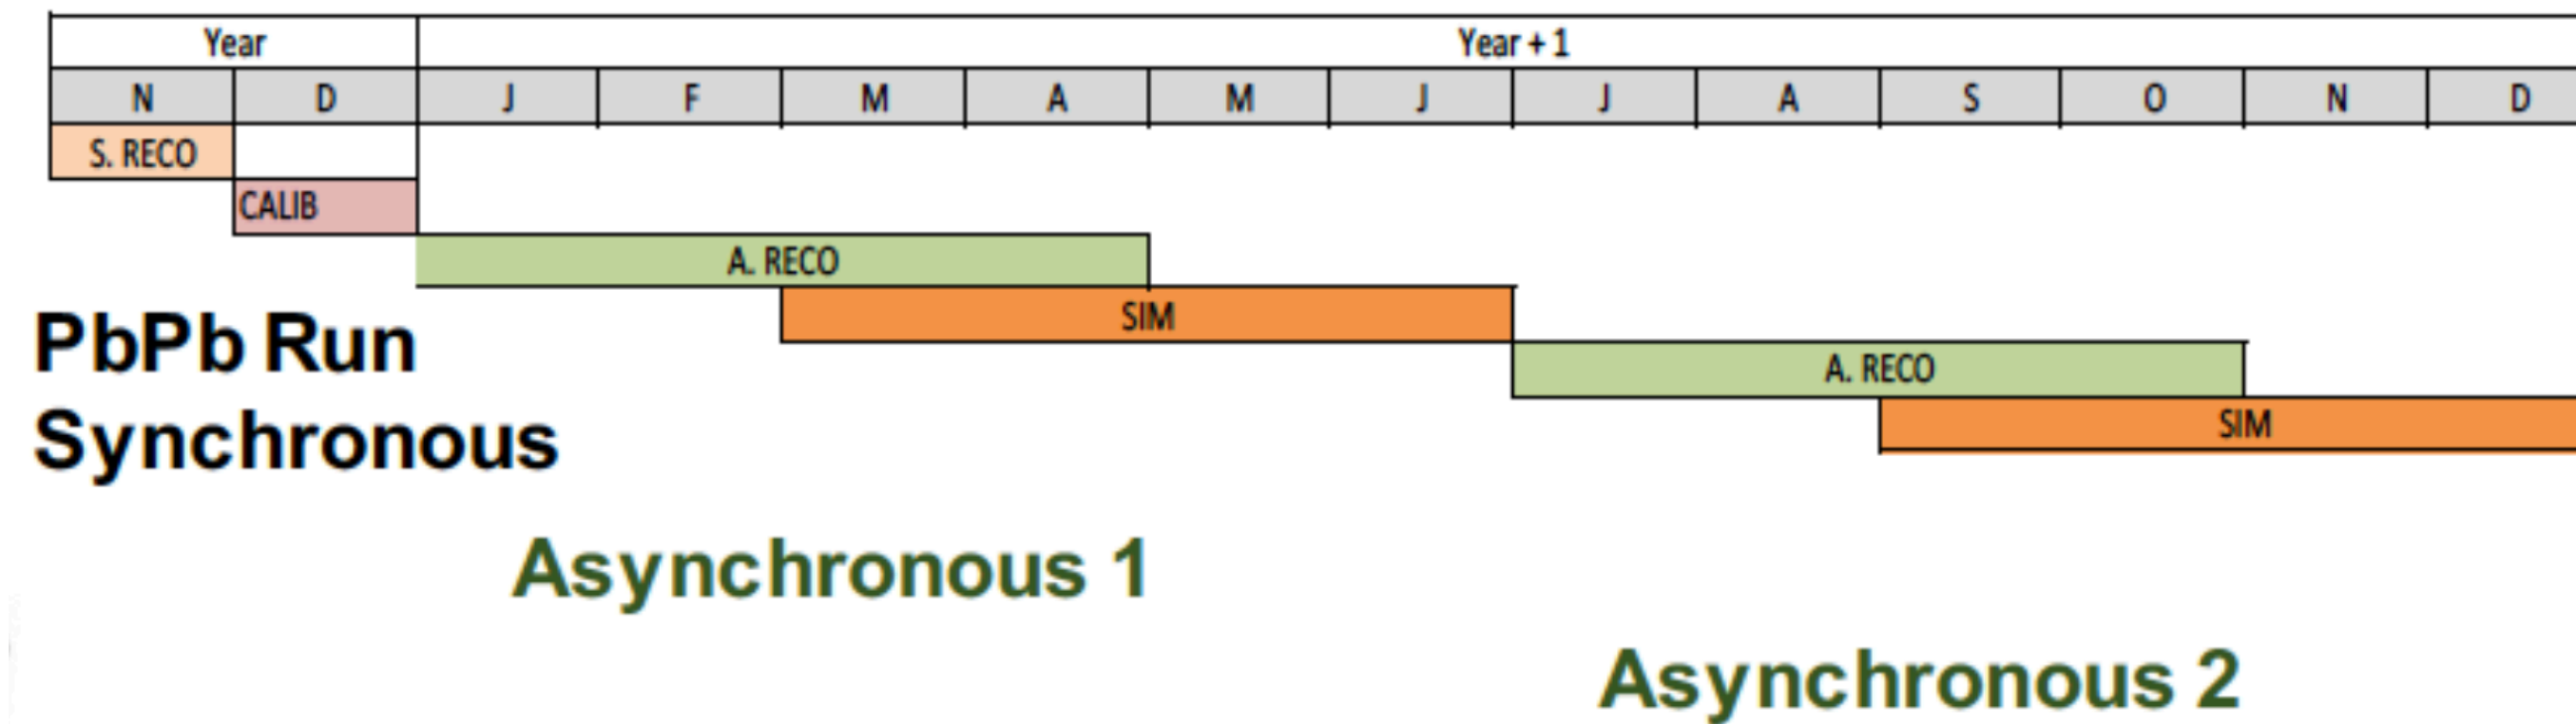 Year Year + 1
N D J F M A M J J A S O N D
S. RECO
CALIB
A. RECO
SIM
PbPb Run
A. RECO
Synchronous
SIM
Asynchronous 1
Asynchronous 2